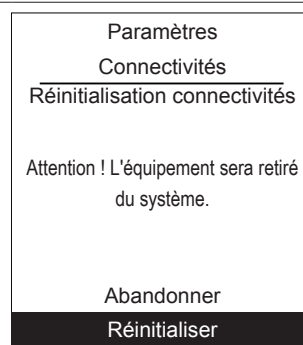 Paramètres
Connectivités
Réinitialisation connectivités
Attention ! L'équipement sera retiré
du système.
Abandonner
Réinitialiser